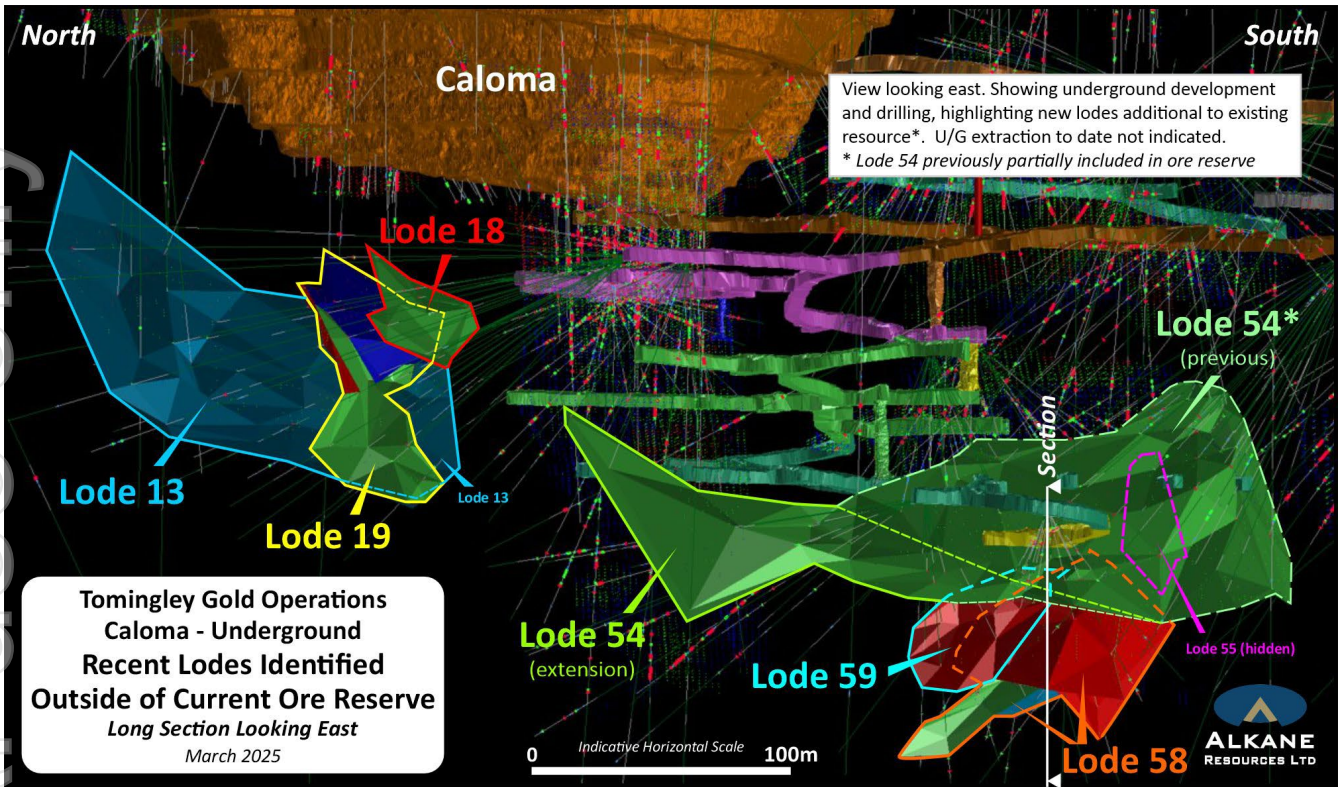 North
South
Caloma
View looking east. Showing underground development
and drilling, highlighting new lodes additional to existing
resource*. U/G extraction to date not indicated.
* Lode 54 previously partially included in ore reserve
Lode 18
Lode 54*
(previous)
Section
Lode 13
Lode 13
Lode 19
Lode 54
(extension)
Lode 59
Lode 55 (hidden)
Lode 58
Tomingley Gold Operations
Caloma - Underground
Recent Lodes Identified
Outside of Current Ore Reserve
Long Section Looking East
March 2025
0
Indicative Horizontal Scale
100m
ALKANE
RESOURCES LTD